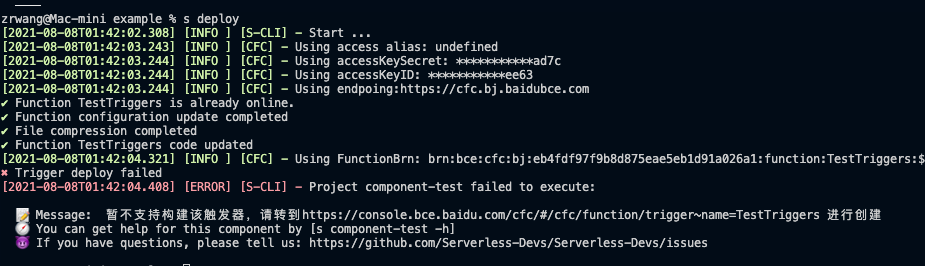 zrwang@Mac-mini example % s deploy
[2021-08-08T01:42:02.308] [INFO ] [S-CLI] - Start ...
[2021-08-08T01:42:03.243] [INFO ] [CFC] - Using access alias: undefined
[2021-08-08T01:42:03.244] [INFO ] [CFC] - Using accessKeySecret: ***********ad7c
[2021-08-08T01:42:03.244] [INFO ] [CFC] - Using accessKeyID: ***********ee63
[2021-08-08T01:42:03.244] [INFO ] [CFC] - Using endpoing:https://cfc.bj.baidubce.com
✔ Function TestTriggers is already online.
✔ Function configuration update completed
✔ File compression completed
✔ Function TestTriggers code updated
[2021-08-08T01:42:04.321] [INFO ] [CFC] - Using FunctionBrn: brn:bce:cfc:bj:eb4fdf97f9b8d875eae5eb1d91a026a1:function:TestTriggers:$
✖ Trigger deploy failed
[2021-08-08T01:42:04.408] [ERROR] [S-CLI] - Project component-test failed to execute:
📝 Message: 暂不支持构建该触发器，请转到https://console.bce.baidu.com/cfc/#/cfc/function/trigger~name=TestTriggers 进行创建
🧭 You can get help for this component by [s component-test -h]
😈 If you have questions, please tell us: https://github.com/Serverless-Devs/Serverless-Devs/issues